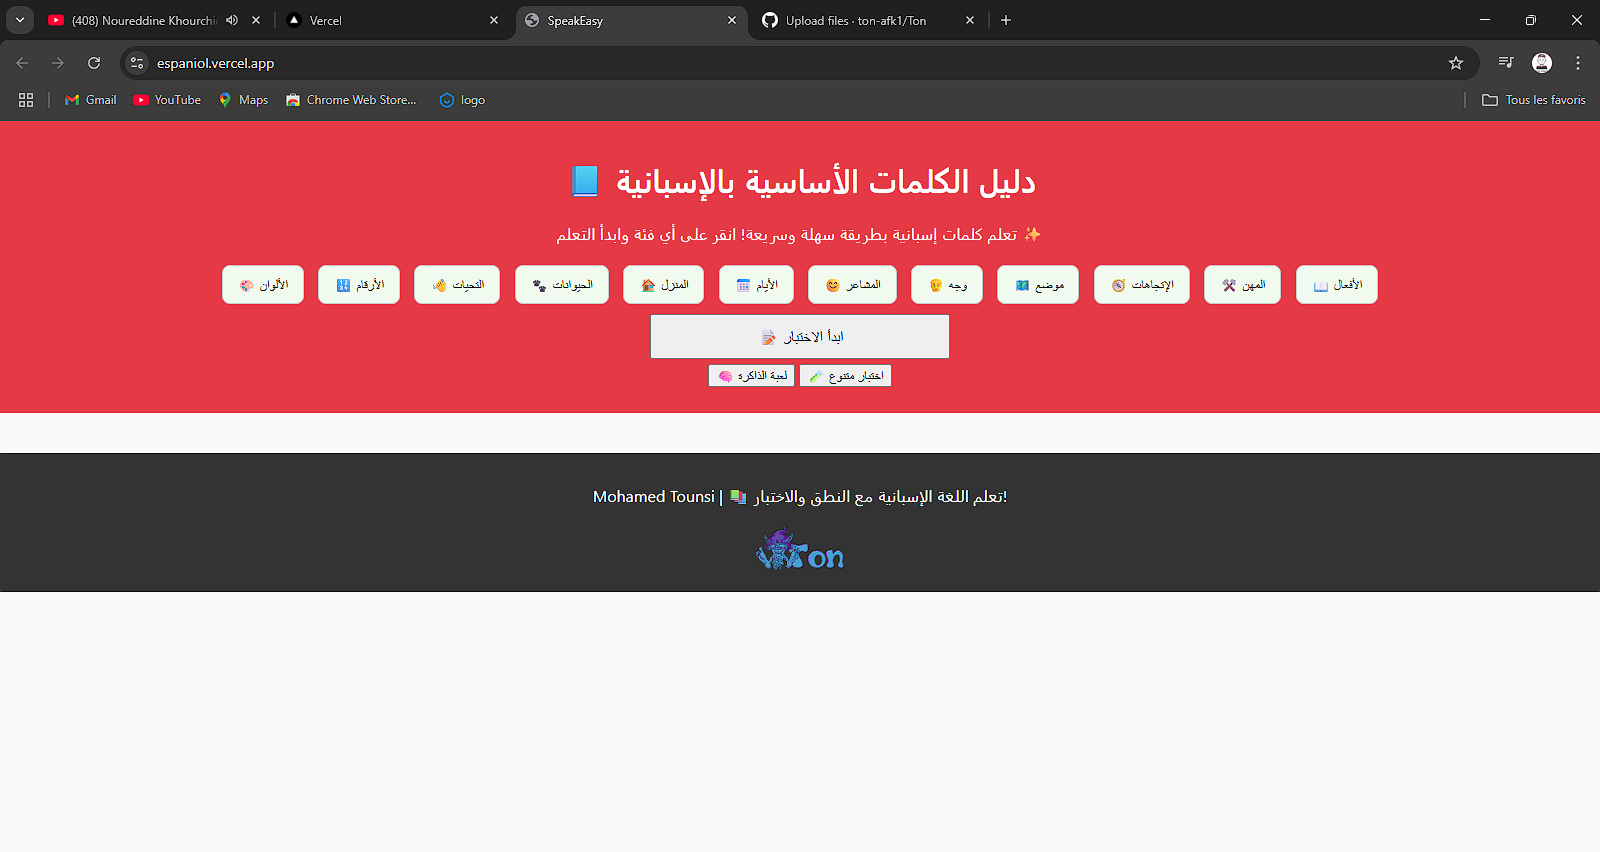 (408) Noureddine Khourchi
Vercel
SpeakEasy
Upload files · ton-afk1/Ton
espaniol.vercel.app
Gmail
YouTube
Maps
Chrome Web Store...
logo
Tous les favoris
دليل الكلمات الأساسية بالإسبانية 📘
✨ تعلم كلمات إسبانية بطريقة سهلة وسريعة! انقر على أي فئة وابدأ التعلم
الألوان 🎨
الأرقام 🔢
التحيات 👋
الحيوانات 🐾
المنزل 🏠
الأيام 📅
المشاعر 😊
وجه 👴
موضع 🗺️
الإتجاهات 🧭
المهن ⚒️
الأفعال 📖
ابدأ الاختبار 📝
لعبة الذاكرة 🧠
اختبار متنوع 🧪
Mohamed Tounsi | 📚 تعلم اللغة الإسبانية مع النطق والاختبار!
Ton